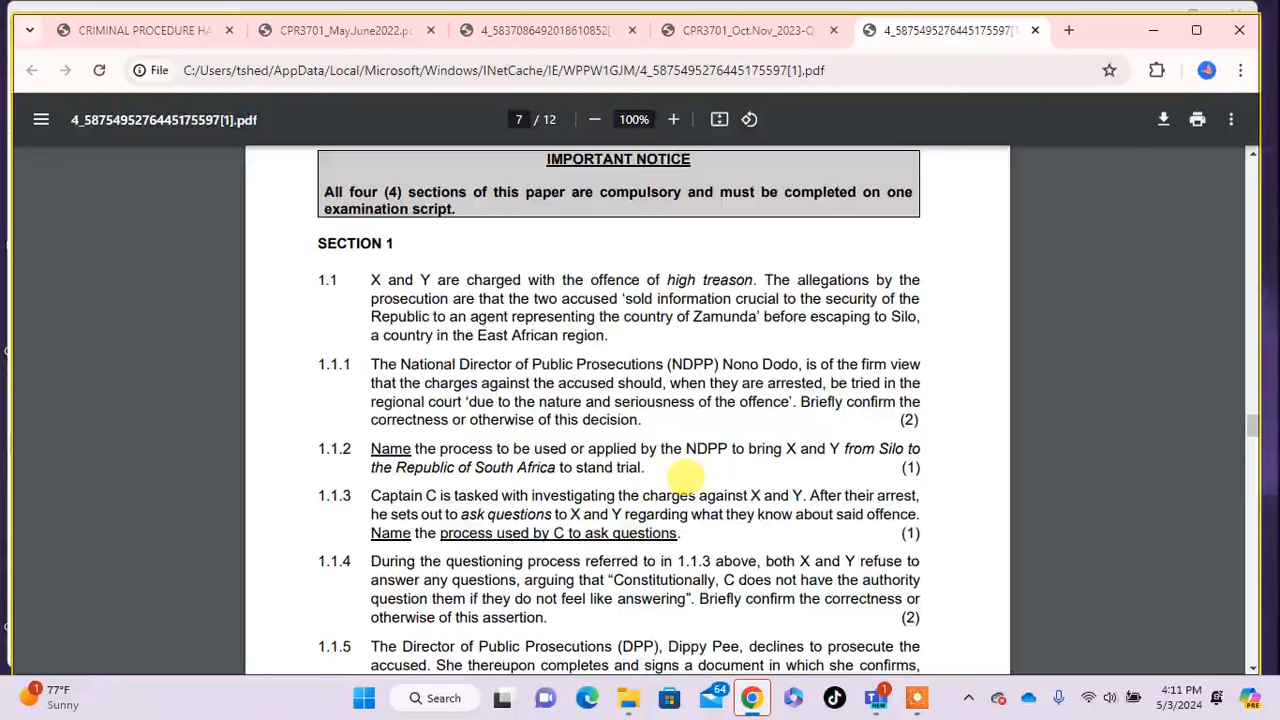 CRIMINAL PROCEDURE HA
CPR3701_MayJune2022.pc
4_5837086492018610852[
CPR3701_Oct.Nov_2023-Q
4_5875495276445175597[1]
File C:/Users/tshed/AppData/Local/Microsoft/Windows/INetCache/IE/WPPW1GJM/4_5875495276445175597[1].pdf
4_5875495276445175597[1].pdf 7 / 12 100%
IMPORTANT NOTICE
All four (4) sections of this paper are compulsory and must be completed on one
examination script.
SECTION 1
1.1 X and Y are charged with the offence of high treason. The allegations by the
prosecution are that the two accused ‘sold information crucial to the security of the
Republic to an agent representing the country of Zamunda’ before escaping to Silo,
a country in the East African region.
1.1.1 The National Director of Public Prosecutions (NDPP) Nono Dodo, is of the firm view
that the charges against the accused should, when they are arrested, be tried in the
regional court ‘due to the nature and seriousness of the offence’. Briefly confirm the
correctness or otherwise of this decision. (2)
1.1.2 Name the process to be used or applied by the NDPP to bring X and Y from Silo to
the Republic of South Africa to stand trial. (1)
1.1.3 Captain C is tasked with investigating the charges against X and Y. After their arrest,
he sets out to ask questions to X and Y regarding what they know about said offence.
Name the process used by C to ask questions. (1)
1.1.4 During the questioning process referred to in 1.1.3 above, both X and Y refuse to
answer any questions, arguing that “Constitutionally, C does not have the authority
question them if they do not feel like answering”. Briefly confirm the correctness or
otherwise of this assertion. (2)
1.1.5 The Director of Public Prosecutions (DPP), Dippy Pee, declines to prosecute the
accused. She thereupon completes and signs a document in which she confirms,
1 77°F
Sunny
Search
64
NEW
1
4:11 PM
5/3/2024
PRE